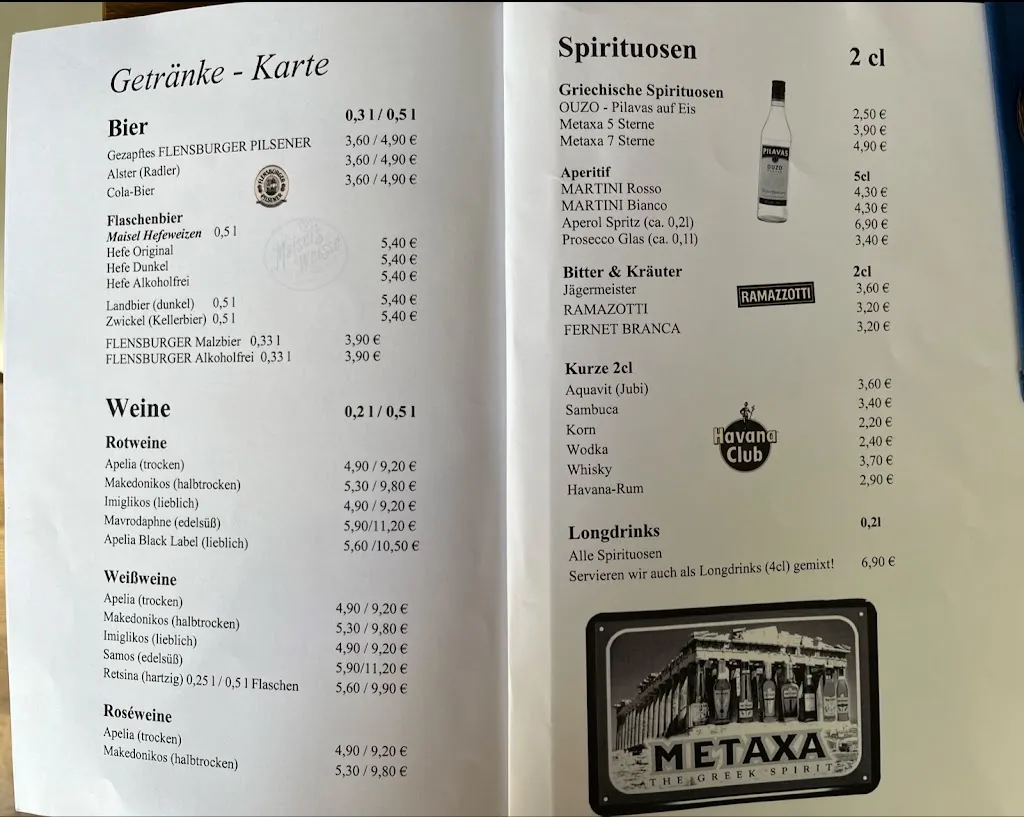 Getränke - Karte
Bier 0,3 l / 0,5 l
Gezapftes FLENSBURGER PILSENER 3,60 / 4,90 €
Alster (Radler) 3,60 / 4,90 €
Cola-Bier 3,60 / 4,90 €
FLENSBURGER
PILSENER
Flaschenbier
Maisel Hefeweizen 0,5 l
Hefe Original 5,40 €
Hefe Dunkel 5,40 €
Hefe Alkoholfrei 5,40 €
Maisel's
Weisse
Landbier (dunkel) 0,5 l 5,40 €
Zwickel (Kellerbier) 0,5 l 5,40 €
FLENSBURGER Malzbier 0,33 l 3,90 €
FLENSBURGER Alkoholfrei 0,33 l 3,90 €
Weine 0,2 l / 0,5 l
Rotweine
Apelia (trocken) 4,90 / 9,20 €
Makedonikos (halbtrocken) 5,30 / 9,80 €
Imiglikos (lieblich) 4,90 / 9,20 €
Mavrodaphne (edelsüß) 5,90/11,20 €
Apelia Black Label (lieblich) 5,60 /10,50 €
Weißweine
Apelia (trocken) 4,90 / 9,20 €
Makedonikos (halbtrocken) 5,30 / 9,80 €
Imiglikos (lieblich) 4,90 / 9,20 €
Samos (edelsüß) 5,90/11,20 €
Retsina (hartzig) 0,25 l / 0,5 l Flaschen 5,60 / 9,90 €
Roséweine
Apelia (trocken) 4,90 / 9,20 €
Makedonikos (halbtrocken) 5,30 / 9,80 €
Spirituosen 2 cl
Griechische Spirituosen
OUZO - Pilavas auf Eis 2,50 €
Metaxa 5 Sterne 3,90 €
Metaxa 7 Sterne 4,90 €
PILAVAS
OUZO
Aperitif 5cl
MARTINI Rosso 4,30 €
MARTINI Bianco 4,30 €
Aperol Spritz (ca. 0,2l) 6,90 €
Prosecco Glas (ca. 0,1l) 3,40 €
Bitter & Kräuter 2cl
Jägermeister 3,60 €
RAMAZOTTI 3,20 €
FERNET BRANCA 3,20 €
RAMAZZOTTI
Kurze 2cl
Aquavit (Jubi) 3,60 €
Sambuca 3,40 €
Korn 2,20 €
Wodka 2,40 €
Whisky 3,70 €
Havana-Rum 2,90 €
Havana
Club
Longdrinks 0,2l
Alle Spirituosen
Servieren wir auch als Longdrinks (4cl) gemixt! 6,90 €
METAXA
THE GREEK SPIRIT